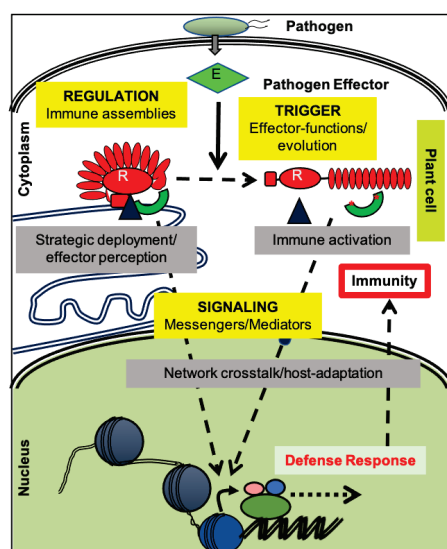 Pathogen
E
Pathogen Effector
REGULATION
Immune assemblies
TRIGGER
Effector-functions/
evolution
Cytoplasm
Plant cell
R
R
Strategic deployment/
effector perception
Immune activation
Immunity
SIGNALING
Messengers/Mediators
Network crosstalk/host-adaptation
Nucleus
Defense Response